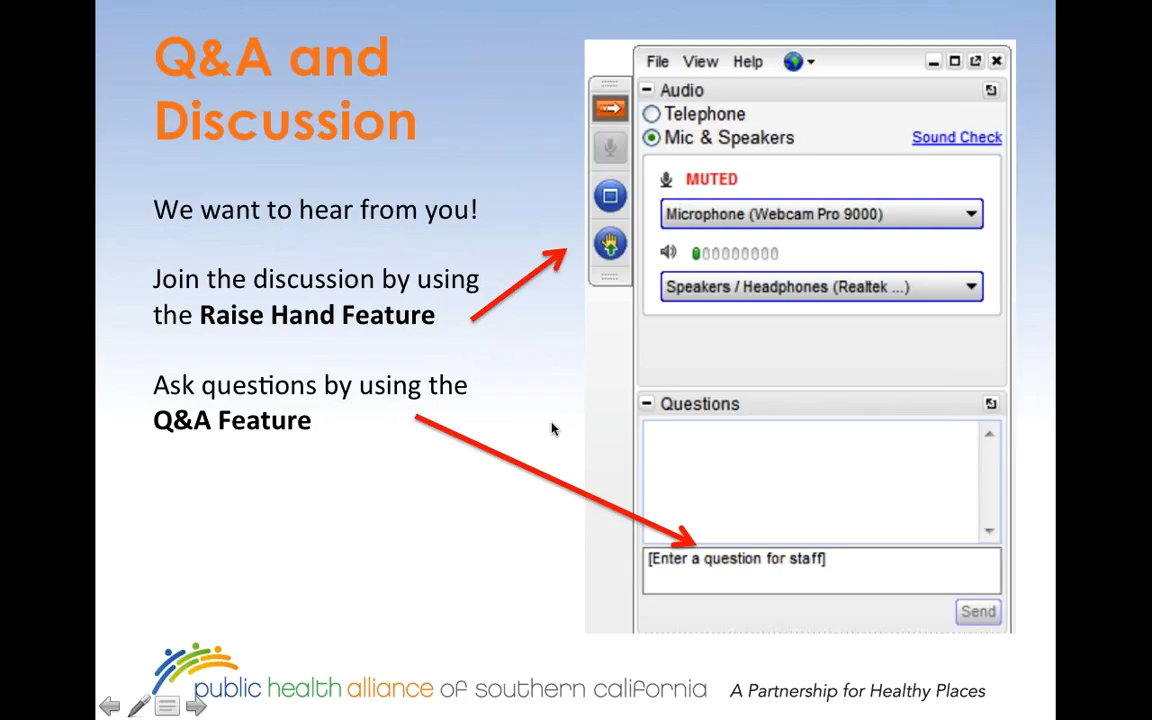 Q&A and
Discussion
We want to hear from you!
Join the discussion by using
the Raise Hand Feature
Ask questions by using the
Q&A Feature
File View Help
Audio
Telephone
Mic & Speakers
Sound Check
MUTED
Microphone (Webcam Pro 9000)
Speakers / Headphones (Realtek ...)
Questions
[Enter a question for staff]
Send
public health alliance of southern california
A Partnership for Healthy Places